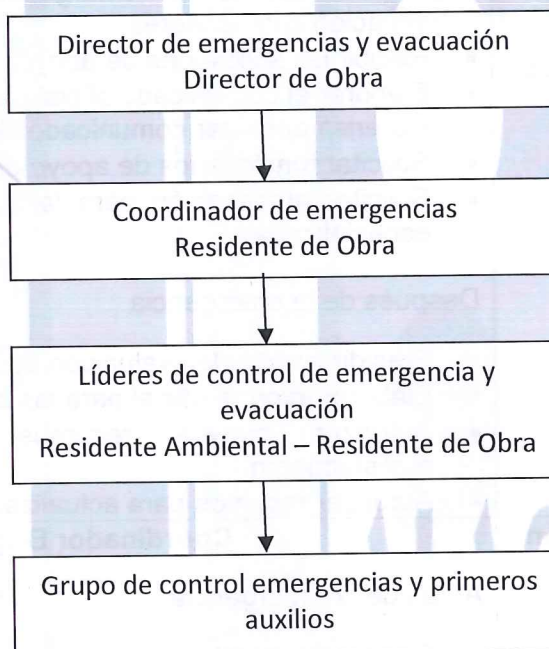 Director de emergencias y evacuación
Director de Obra
Coordinador de emergencias
Residente de Obra
Líderes de control de emergencia y
evacuación
Residente Ambiental – Residente de Obra
Grupo de control emergencias y primeros
auxilios